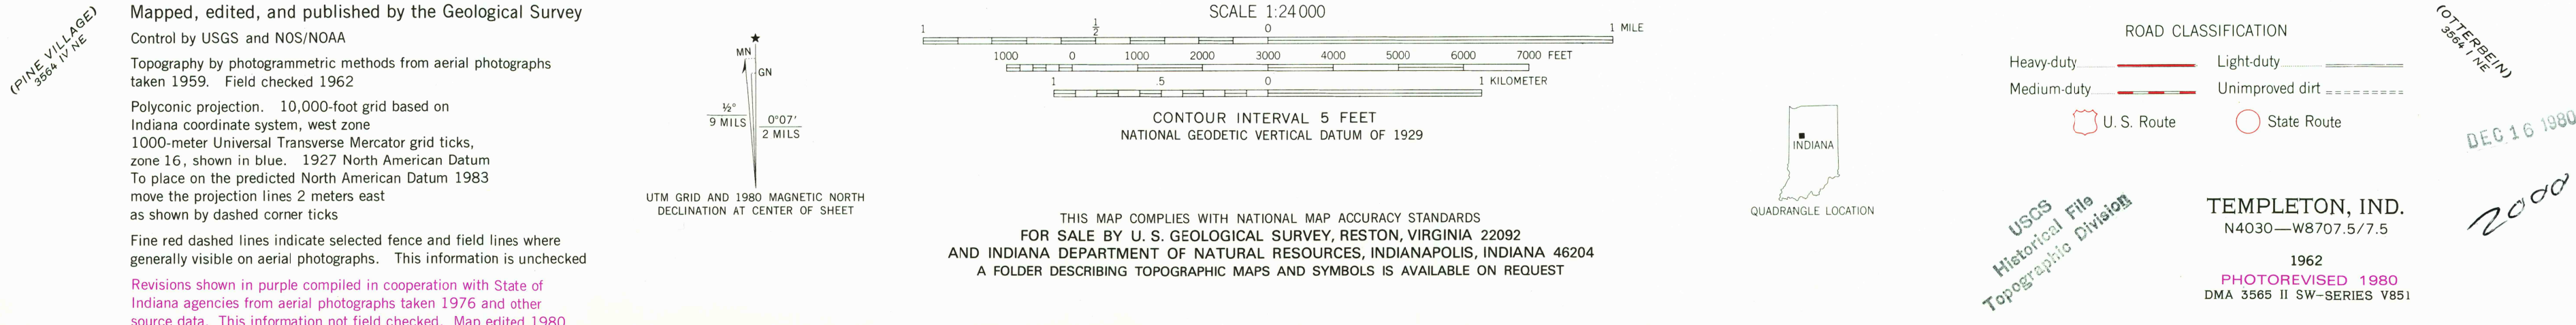 (PINE VILLAGE)
3564 IV NE
Mapped, edited, and published by the Geological Survey
Control by USGS and NOS/NOAA
Topography by photogrammetric methods from aerial photographs
taken 1959. Field checked 1962
Polyconic projection. 10,000-foot grid based on
Indiana coordinate system, west zone
1000-meter Universal Transverse Mercator grid ticks,
zone 16, shown in blue. 1927 North American Datum
To place on the predicted North American Datum 1983
move the projection lines 2 meters east
as shown by dashed corner ticks
Fine red dashed lines indicate selected fence and field lines where
generally visible on aerial photographs. This information is unchecked
Revisions shown in purple compiled in cooperation with State of
Indiana agencies from aerial photographs taken 1976 and other
source data. This information not field checked. Map edited 1980
★
MN
GN
½°
9 MILS
0°07′
2 MILS
UTM GRID AND 1980 MAGNETIC NORTH
DECLINATION AT CENTER OF SHEET
SCALE 1:24 000
1 ½ 0 1 MILE
1000 0 1000 2000 3000 4000 5000 6000 7000 FEET
1 .5 0 1 KILOMETER
CONTOUR INTERVAL 5 FEET
NATIONAL GEODETIC VERTICAL DATUM OF 1929
THIS MAP COMPLIES WITH NATIONAL MAP ACCURACY STANDARDS
FOR SALE BY U. S. GEOLOGICAL SURVEY, RESTON, VIRGINIA 22092
AND INDIANA DEPARTMENT OF NATURAL RESOURCES, INDIANAPOLIS, INDIANA 46204
A FOLDER DESCRIBING TOPOGRAPHIC MAPS AND SYMBOLS IS AVAILABLE ON REQUEST
INDIANA
QUADRANGLE LOCATION
ROAD CLASSIFICATION
Heavy-duty Light-duty
Medium-duty Unimproved dirt
U. S. Route State Route
(OTTERBEIN)
3564 I NE
DEC 16 1980
2000
USGS
Historical File
Topographic Division
TEMPLETON, IND.
N4030—W8707.5/7.5
1962
PHOTOREVISED 1980
DMA 3565 II SW-SERIES V851